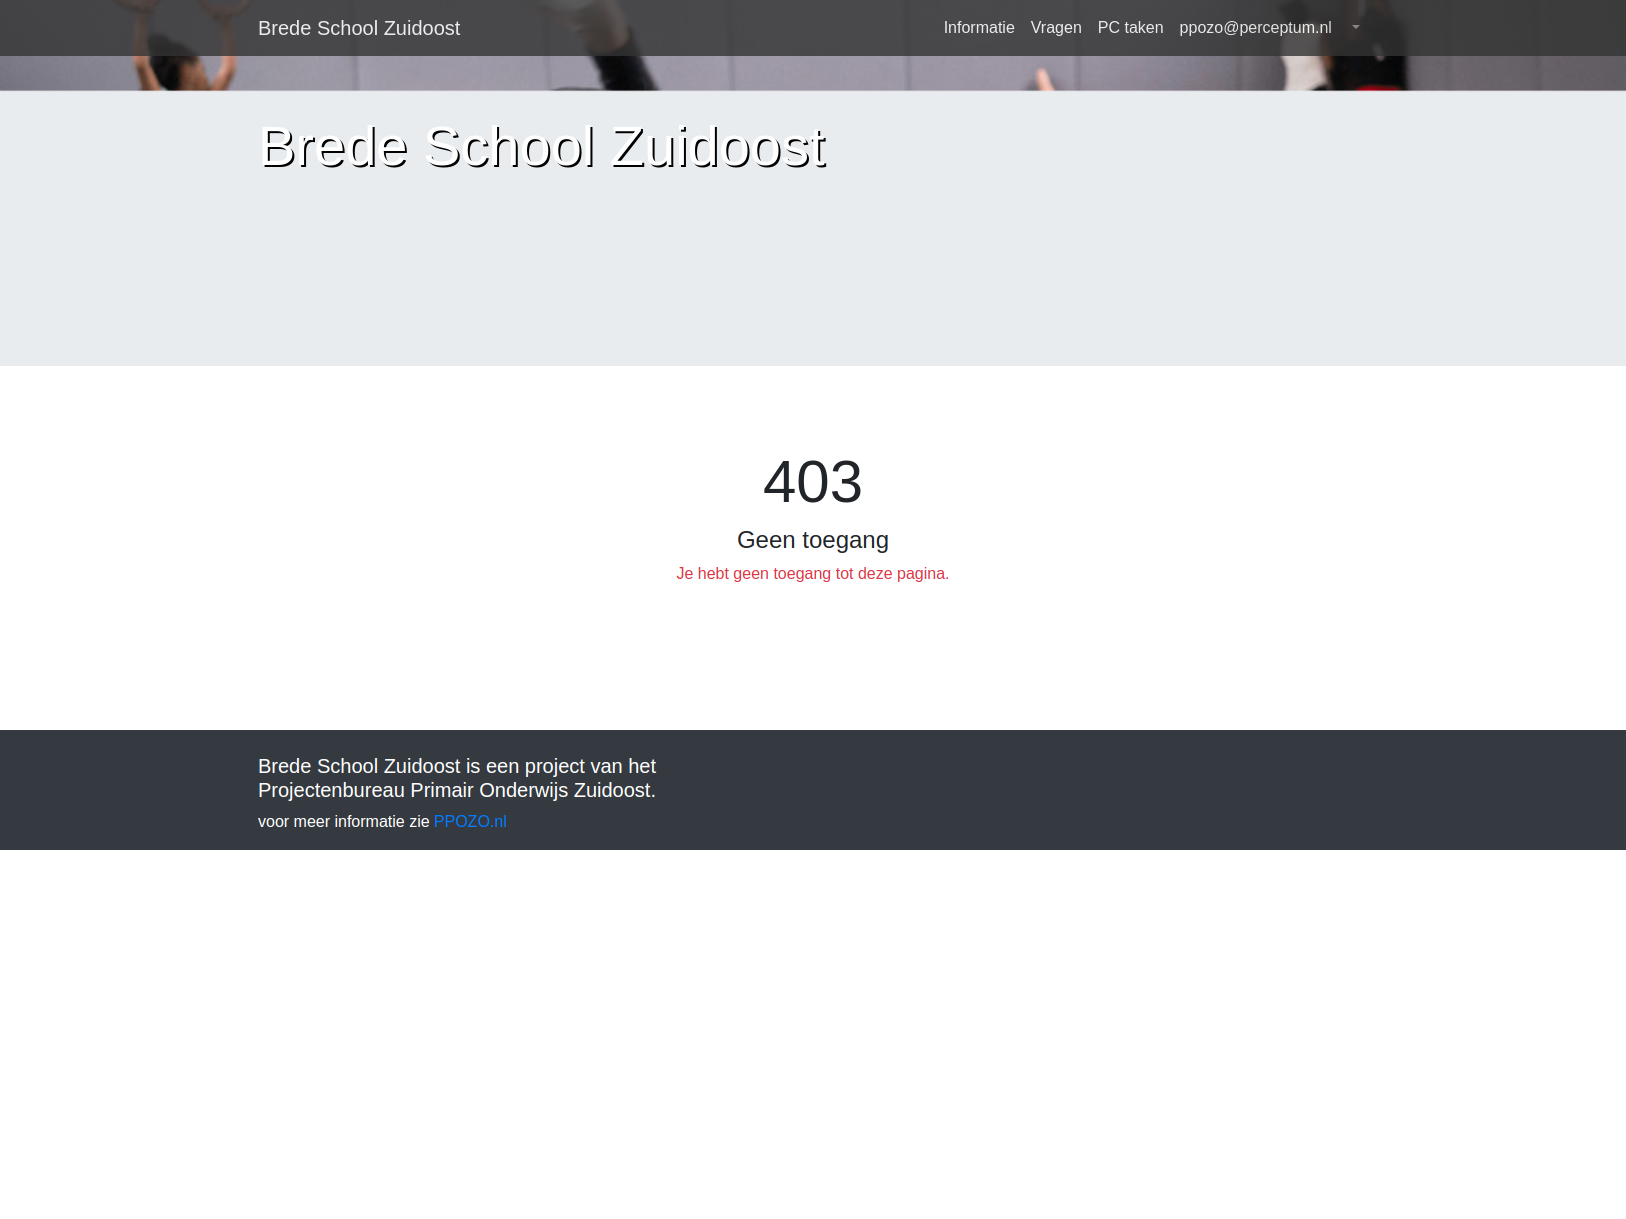 Brede School Zuidoost
Informatie Vragen PC taken ppozo@perceptum.nl
Brede School Zuidoost
403
Geen toegang
Je hebt geen toegang tot deze pagina.
Brede School Zuidoost is een project van het
Projectenbureau Primair Onderwijs Zuidoost.
voor meer informatie zie PPOZO.nl